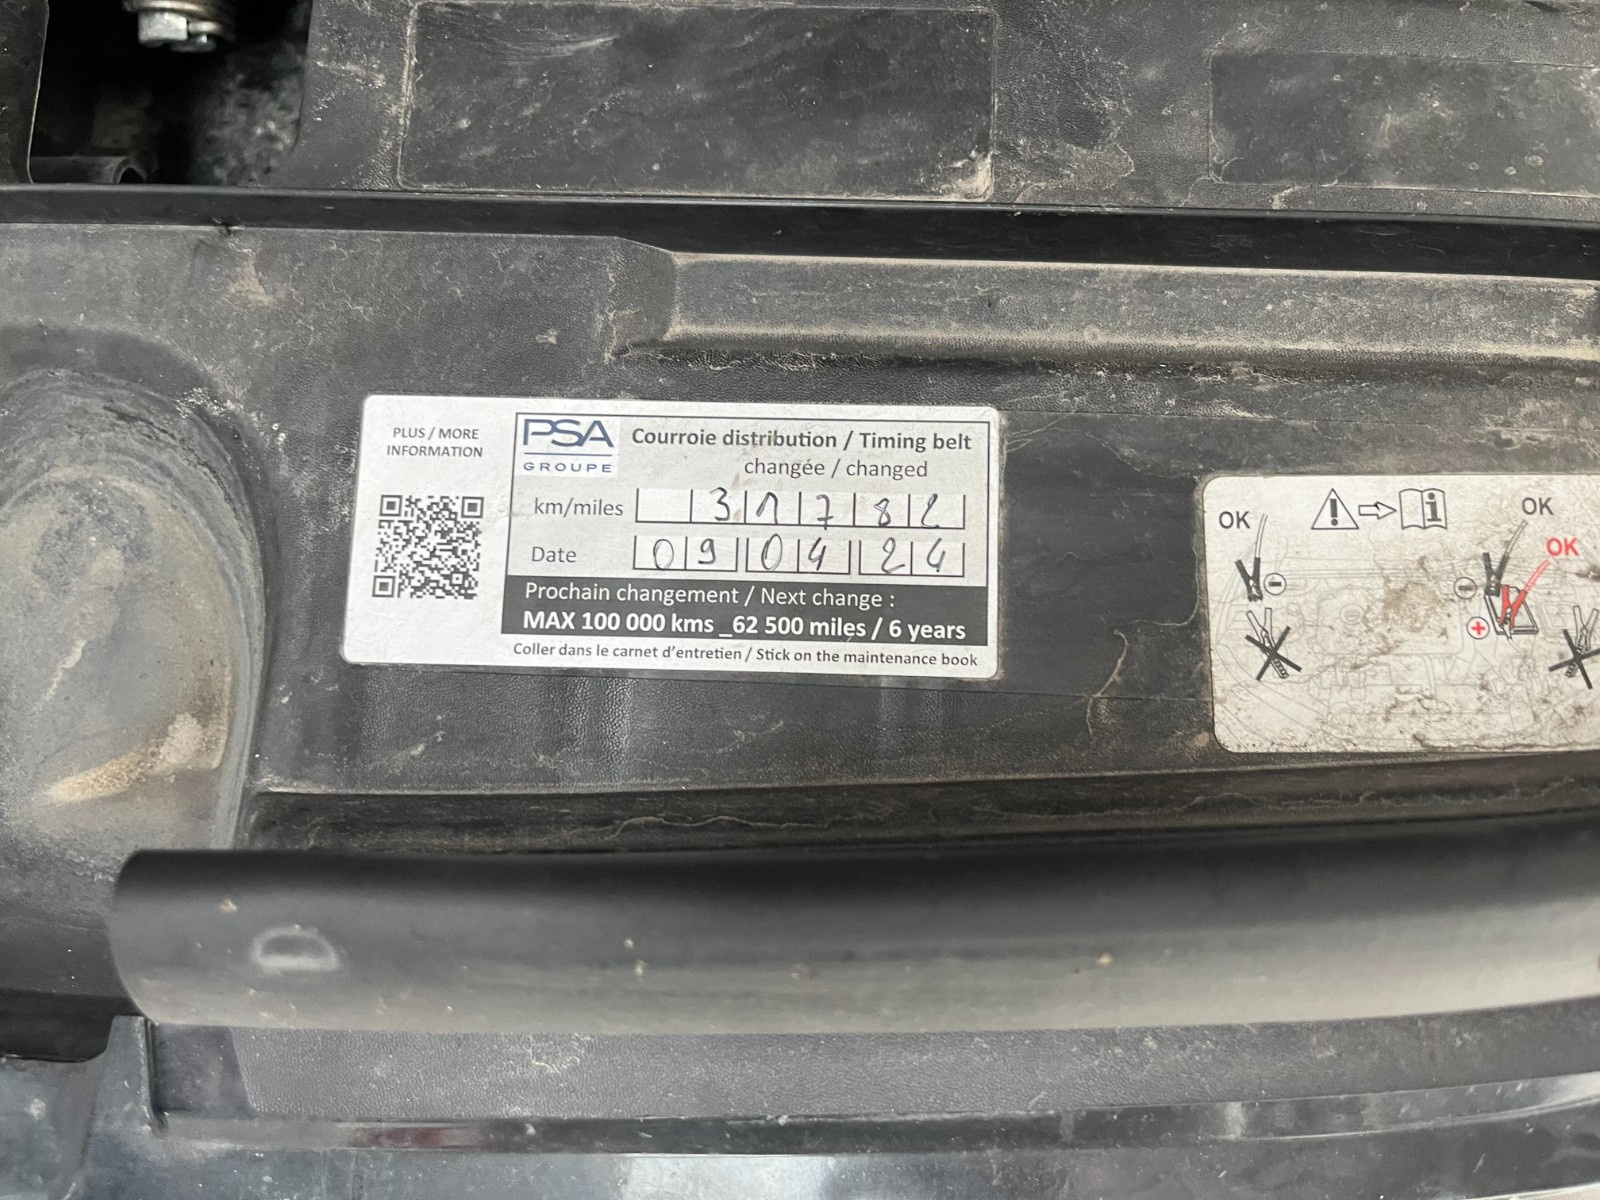 PLUS / MORE
INFORMATION
PSA
GROUPE
Courroie distribution / Timing belt
changée / changed
km/miles 31782
Date 09 04 24
Prochain changement / Next change :
MAX 100 000 kms _62 500 miles / 6 years
Coller dans le carnet d'entretien / Stick on the maintenance book
OK
OK
OK